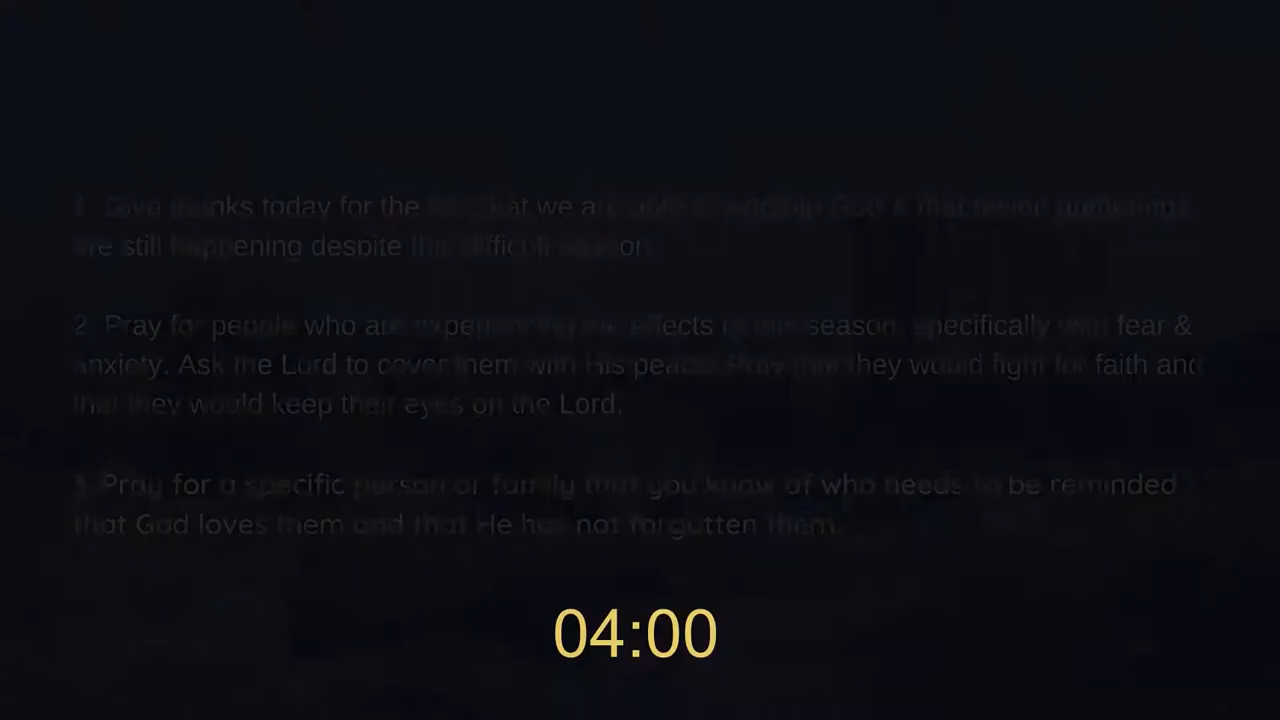 1. Give thanks today for the fact that we are able to worship God & that online gatherings
are still happening despite this difficult season.
2. Pray for people who are experiencing the effects of this season, specifically with fear &
anxiety. Ask the Lord to cover them with His peace. Pray that they would fight for faith and
that they would keep their eyes on the Lord.
3. Pray for a specific person or family that you know of who needs to be reminded
that God loves them and that He has not forgotten them.
04:00